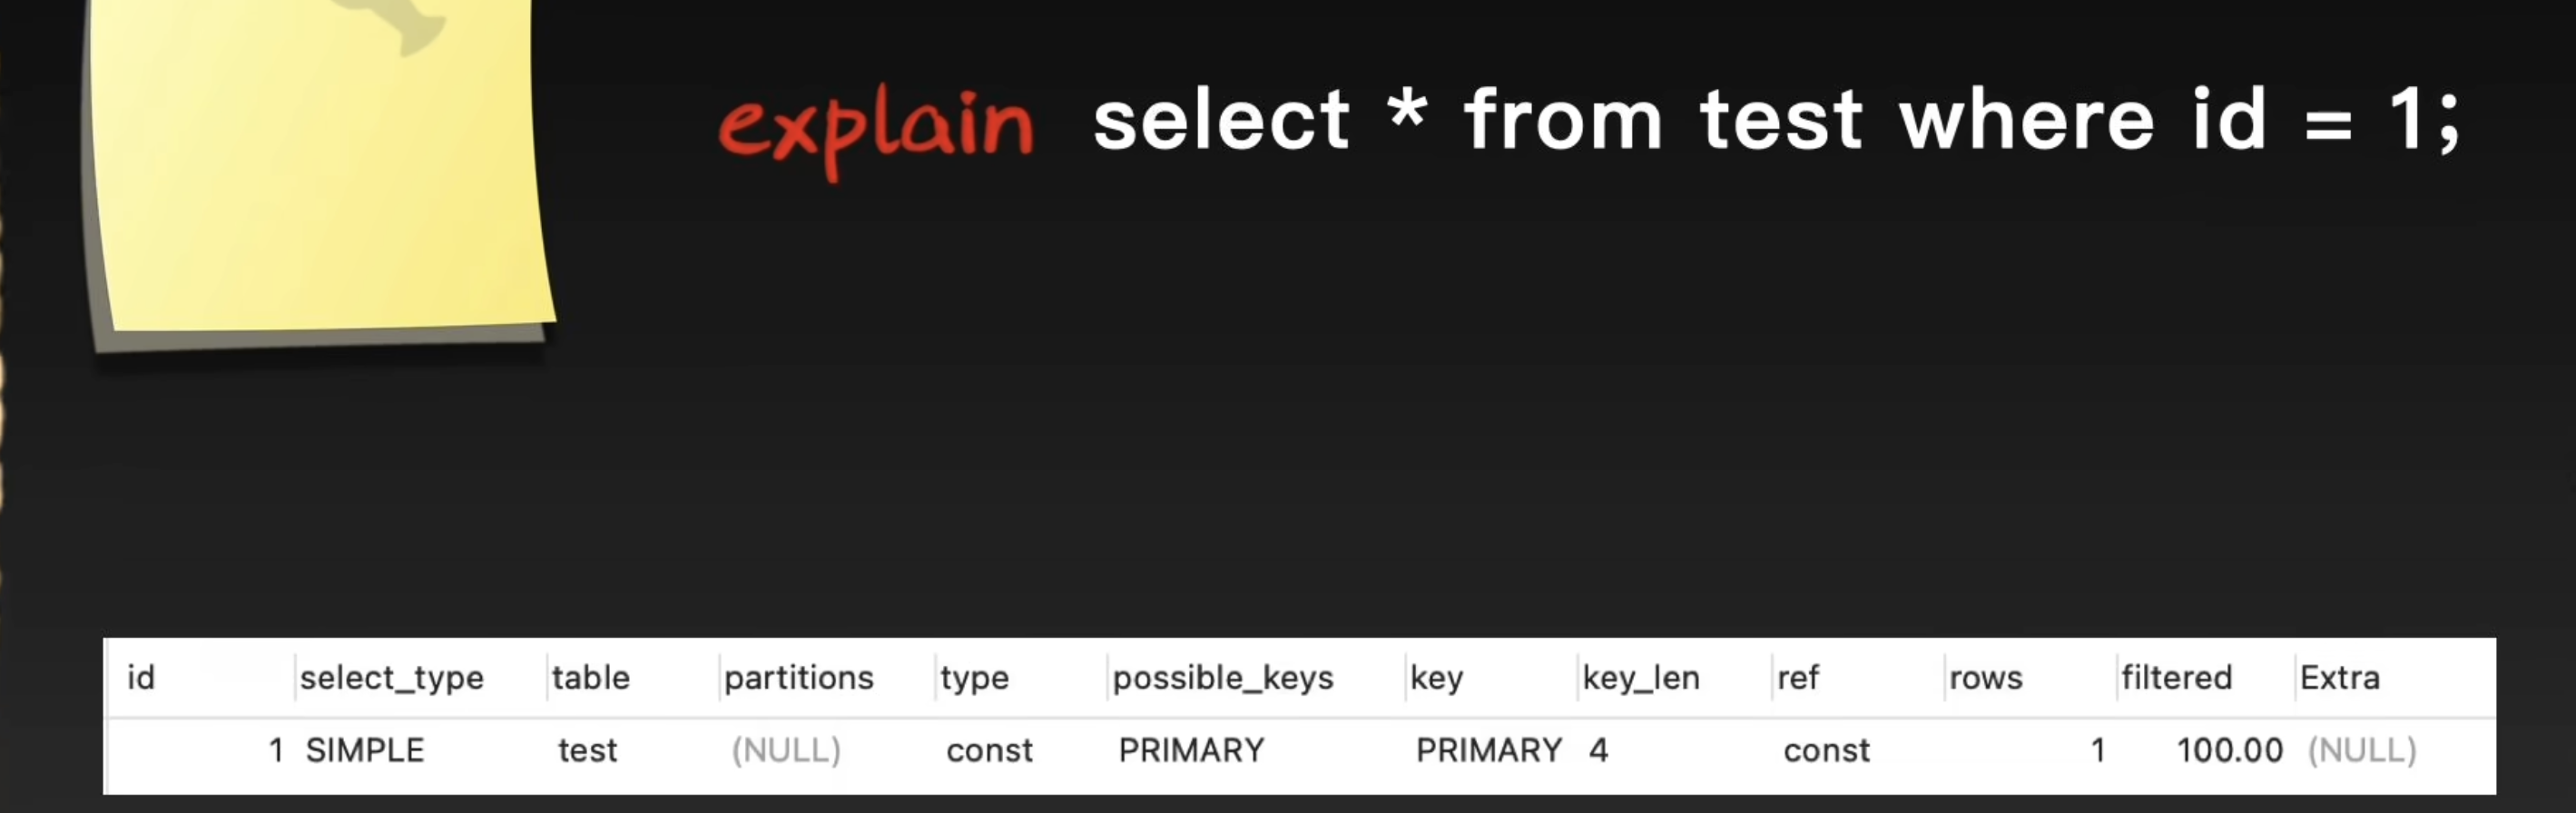 explain select * from test where id = 1;
id select_type table partitions type possible_keys key key_len ref rows filtered Extra
1 SIMPLE test (NULL) const PRIMARY PRIMARY 4 const 1 100.00 (NULL)